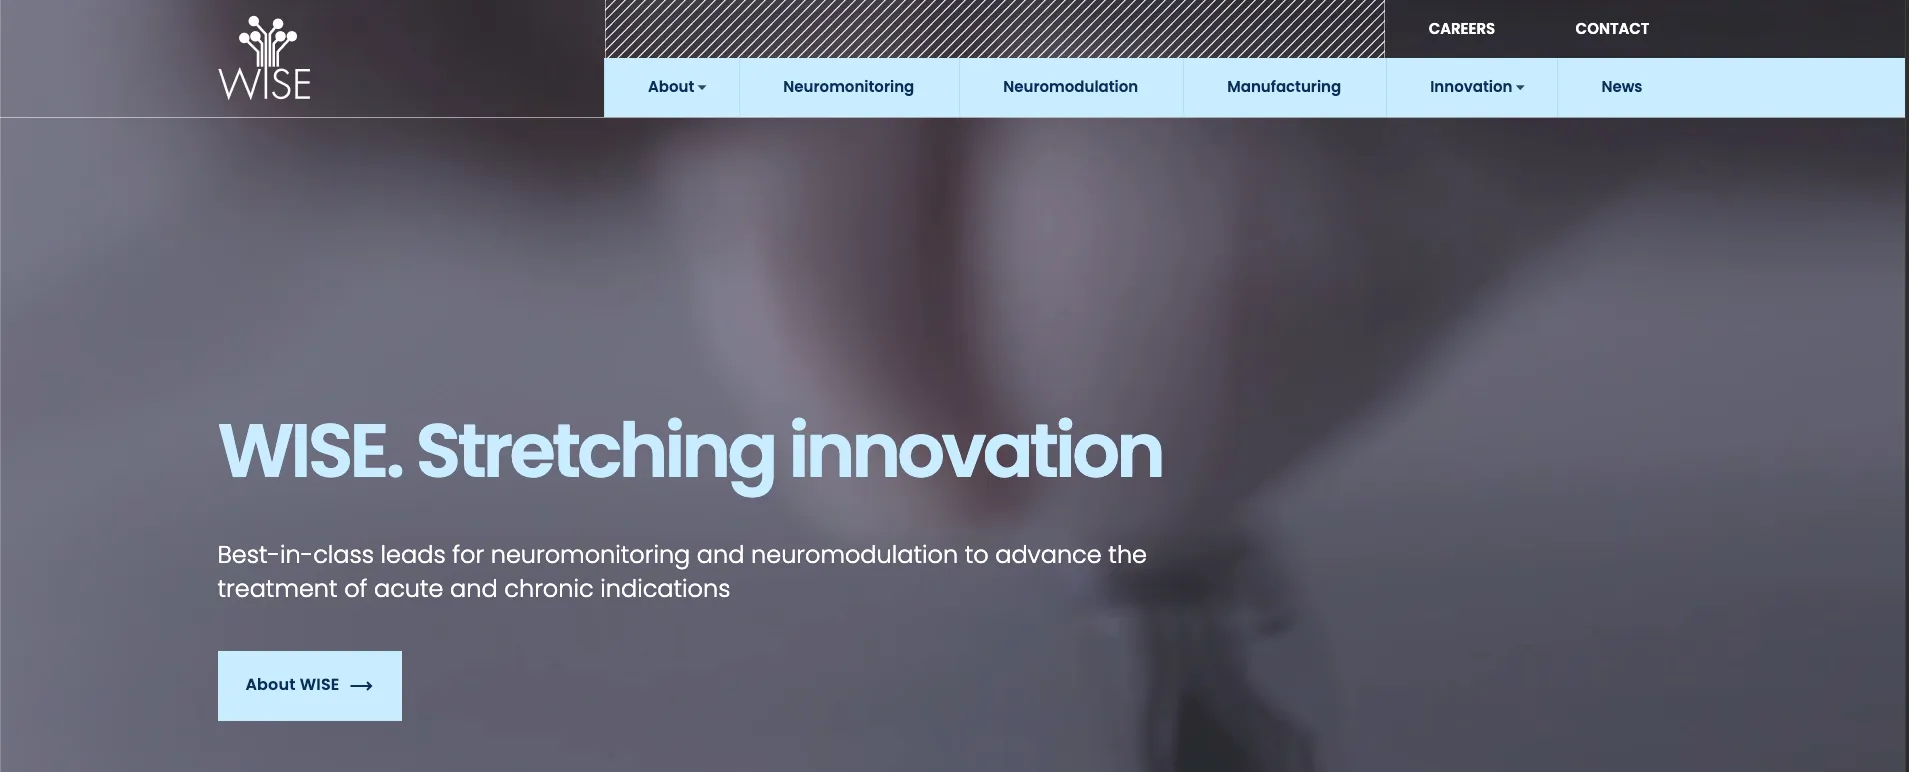 WISE
CAREERS
CONTACT
About
Neuromonitoring
Neuromodulation
Manufacturing
Innovation
News
WISE. Stretching innovation
Best-in-class leads for neuromonitoring and neuromodulation to advance the
treatment of acute and chronic indications
About WISE